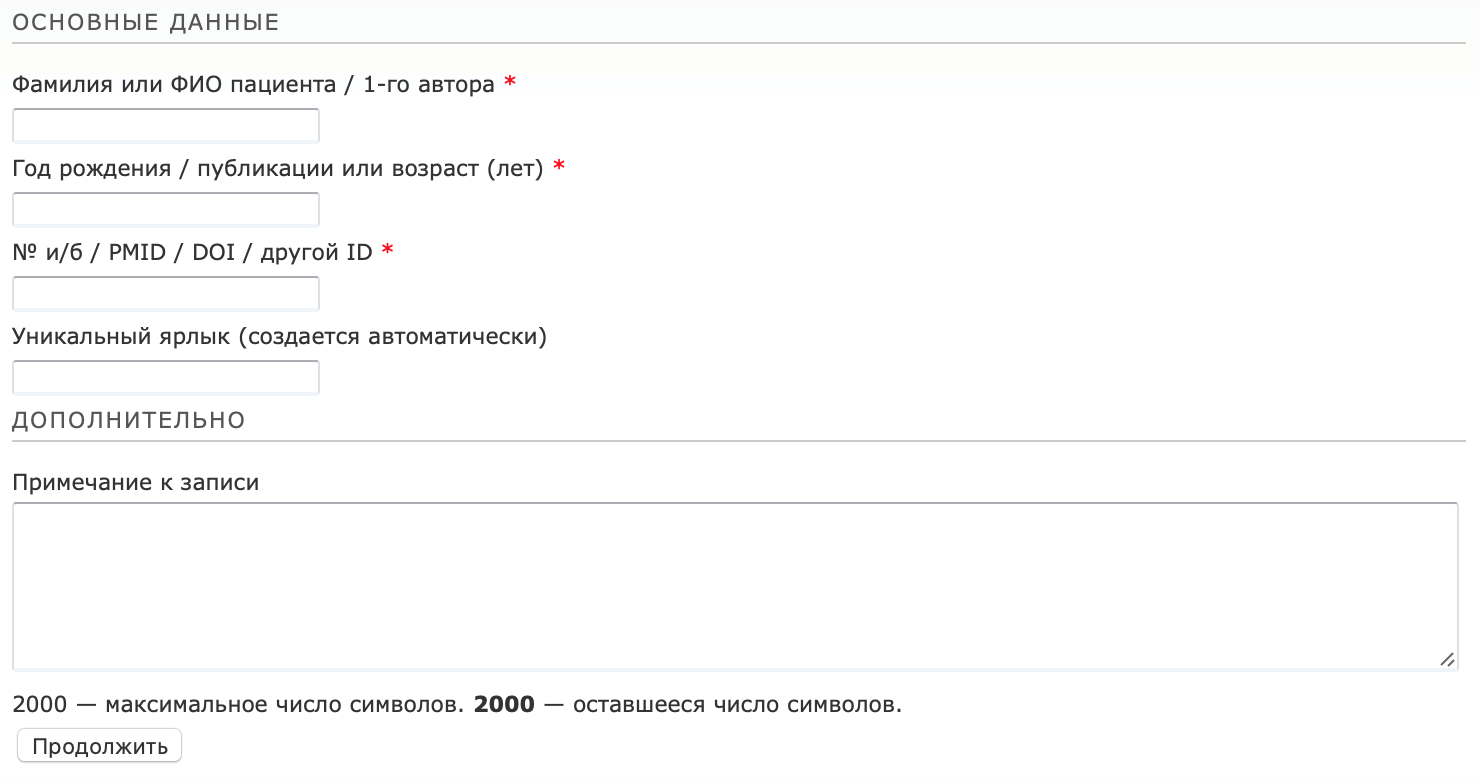 ОСНОВНЫЕ ДАННЫЕ
Фамилия или ФИО пациента / 1-го автора *
Год рождения / публикации или возраст (лет) *
№ и/б / PMID / DOI / другой ID *
Уникальный ярлык (создается автоматически)
ДОПОЛНИТЕЛЬНО
Примечание к записи
2000 — максимальное число символов. 2000 — оставшееся число символов.
Продолжить